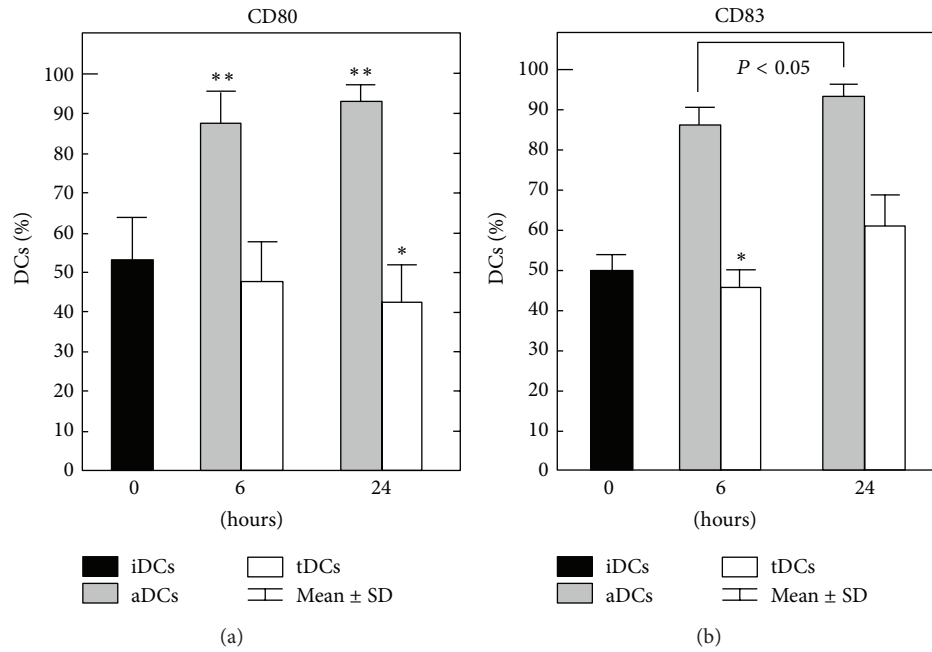 CD80
DCs (%)
100
90
80
70
60
50
40
30
20
10
0
**
**
*
0 6 24
(hours)
iDCs tDCs
aDCs Mean ± SD
(a)
CD83
DCs (%)
100
90
80
70
60
50
40
30
20
10
0
P < 0.05
*
0 6 24
(hours)
iDCs tDCs
aDCs Mean ± SD
(b)